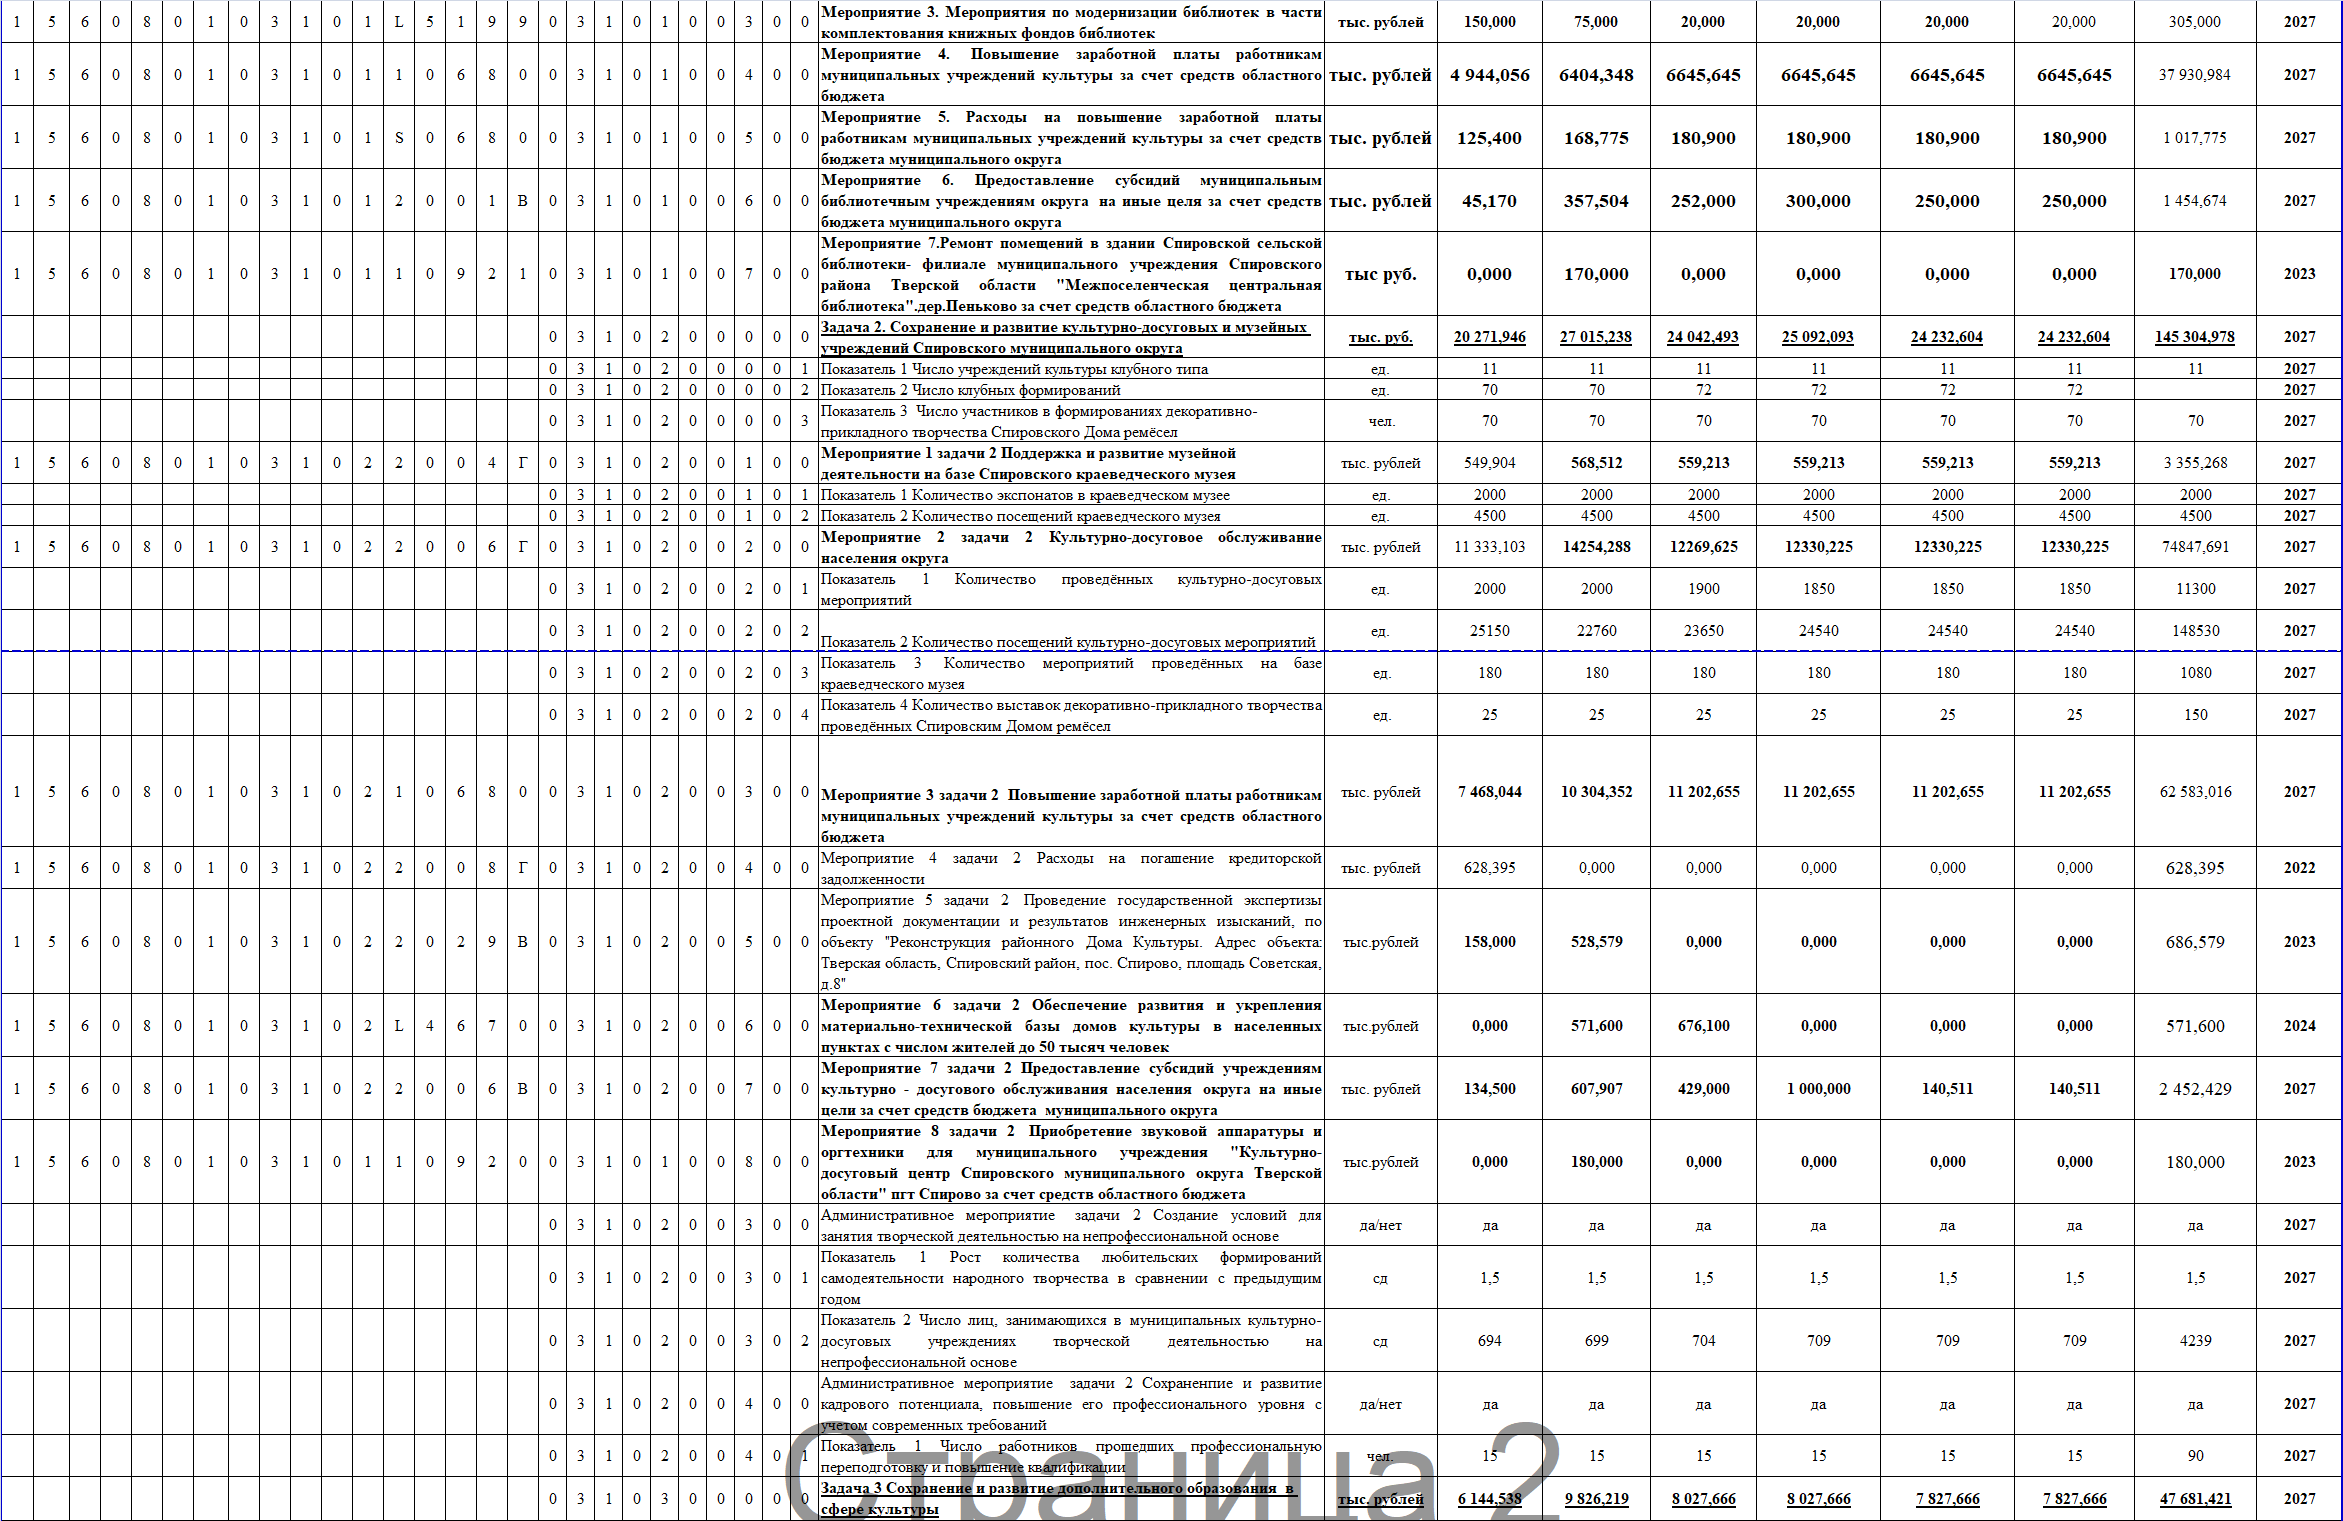 1 5 6 0 8 0 1 0 3 1 0 1 L 5 1 9 9 0 3 1 0 1 0 0 3 0 0 Мероприятие 3. Мероприятия по модернизации библиотек в части тыс. рублей 150,000 75,000 20,000 20,000 20,000 20,000 305,000 2027
комплектования книжных фондов библиотек
Мероприятие 4. Повышение заработной платы работникам
1 5 6 0 8 0 1 0 3 1 0 1 1 0 6 8 0 0 3 1 0 1 0 0 4 0 0 муниципальных учреждений культуры за счет средств областного тыс. рублей 4 944,056 6404,348 6645,645 6645,645 6645,645 6645,645 37 930,984 2027
бюджета
Мероприятие 5. Расходы на повышение заработной платы
1 5 6 0 8 0 1 0 3 1 0 1 S 0 6 8 0 0 3 1 0 1 0 0 5 0 0 работникам муниципальных учреждений культуры за счет средств тыс. рублей 125,400 168,775 180,900 180,900 180,900 180,900 1 017,775 2027
бюджета муниципального округа
Мероприятие 6. Предоставление субсидий муниципальным
1 5 6 0 8 0 1 0 3 1 0 1 2 0 0 1 В 0 3 1 0 1 0 0 6 0 0 библиотечным учреждениям округа на иные целя за счет средств тыс. рублей 45,170 357,504 252,000 300,000 250,000 250,000 1 454,674 2027
бюджета муниципального округа
Мероприятие 7.Ремонт помещений в здании Спировской сельской
1 5 6 0 8 0 1 0 3 1 0 1 1 0 9 2 1 0 3 1 0 1 0 0 7 0 0 библиотеки- филиале муниципального учреждения Спировского тыс руб. 0,000 170,000 0,000 0,000 0,000 0,000 170,000 2023
района Тверской области "Межпоселенческая центральная
библиотека".дер.Пеньково за счет средств областного бюджета
0 3 1 0 2 0 0 0 0 0 Задача 2. Сохранение и развитие культурно-досуговых и музейных тыс. руб. 20 271,946 27 015,238 24 042,493 25 092,093 24 232,604 24 232,604 145 304,978 2027
учреждений Спировского муниципального округа
0 3 1 0 2 0 0 0 0 1 Показатель 1 Число учреждений культуры клубного типа ед. 11 11 11 11 11 11 11 2027
0 3 1 0 2 0 0 0 0 2 Показатель 2 Число клубных формирований ед. 70 70 72 72 72 72 2027
0 3 1 0 2 0 0 0 0 3 Показатель 3 Число участников в формированиях декоративно- чел. 70 70 70 70 70 70 70 2027
прикладного творчества Спировского Дома ремёсел
1 5 6 0 8 0 1 0 3 1 0 2 2 0 0 4 Г 0 3 1 0 2 0 0 1 0 0 Мероприятие 1 задачи 2 Поддержка и развитие музейной тыс. рублей 549,904 568,512 559,213 559,213 559,213 559,213 3 355,268 2027
деятельности на базе Спировского краеведческого музея
0 3 1 0 2 0 0 1 0 1 Показатель 1 Количество экспонатов в краеведческом музее ед. 2000 2000 2000 2000 2000 2000 2000 2027
0 3 1 0 2 0 0 1 0 2 Показатель 2 Количество посещений краеведческого музея ед. 4500 4500 4500 4500 4500 4500 4500 2027
1 5 6 0 8 0 1 0 3 1 0 2 2 0 0 6 Г 0 3 1 0 2 0 0 2 0 0 Мероприятие 2 задачи 2 Культурно-досуговое обслуживание тыс. рублей 11 333,103 14254,288 12269,625 12330,225 12330,225 12330,225 74847,691 2027
населения округа
0 3 1 0 2 0 0 2 0 1 Показатель 1 Количество проведённых культурно-досуговых ед. 2000 2000 1900 1850 1850 1850 11300 2027
мероприятий
0 3 1 0 2 0 0 2 0 2 Показатель 2 Количество посещений культурно-досуговых мероприятий ед. 25150 22760 23650 24540 24540 24540 148530 2027
0 3 1 0 2 0 0 2 0 3 Показатель 3 Количество мероприятий проведённых на базе ед. 180 180 180 180 180 180 1080 2027
краеведческого музея
0 3 1 0 2 0 0 2 0 4 Показатель 4 Количество выставок декоративно-прикладного творчества ед. 25 25 25 25 25 25 150 2027
проведённых Спировским Домом ремёсел
1 5 6 0 8 0 1 0 3 1 0 2 1 0 6 8 0 0 3 1 0 2 0 0 3 0 0 Мероприятие 3 задачи 2 Повышение заработной платы работникам тыс. рублей 7 468,044 10 304,352 11 202,655 11 202,655 11 202,655 11 202,655 62 583,016 2027
муниципальных учреждений культуры за счет средств областного
бюджета
1 5 6 0 8 0 1 0 3 1 0 2 2 0 0 8 Г 0 3 1 0 2 0 0 4 0 0 Мероприятие 4 задачи 2 Расходы на погашение кредиторской тыс. рублей 628,395 0,000 0,000 0,000 0,000 0,000 628,395 2022
задолженности
Мероприятие 5 задачи 2 Проведение государственной экспертизы
проектной документации и результатов инженерных изысканий, по
1 5 6 0 8 0 1 0 3 1 0 2 2 0 2 9 В 0 3 1 0 2 0 0 5 0 0 объекту "Реконструкция районного Дома Культуры. Адрес объекта: тыс.рублей 158,000 528,579 0,000 0,000 0,000 0,000 686,579 2023
Тверская область, Спировский район, пос. Спирово, площадь Советская,
д.8"
Мероприятие 6 задачи 2 Обеспечение развития и укрепления
1 5 6 0 8 0 1 0 3 1 0 2 L 4 6 7 0 0 3 1 0 2 0 0 6 0 0 материально-технической базы домов культуры в населенных тыс.рублей 0,000 571,600 676,100 0,000 0,000 0,000 571,600 2024
пунктах с числом жителей до 50 тысяч человек
Мероприятие 7 задачи 2 Предоставление субсидий учреждениям
1 5 6 0 8 0 1 0 3 1 0 2 2 0 0 6 В 0 3 1 0 2 0 0 7 0 0 культурно - досугового обслуживания населения округа на иные тыс. рублей 134,500 607,907 429,000 1 000,000 140,511 140,511 2 452,429 2027
цели за счет средств бюджета муниципального округа
Мероприятие 8 задачи 2 Приобретение звуковой аппаратуры и
1 5 6 0 8 0 1 0 3 1 0 1 1 0 9 2 0 0 3 1 0 1 0 0 8 0 0 оргтехники для муниципального учреждения "Культурно- тыс.рублей 0,000 180,000 0,000 0,000 0,000 0,000 180,000 2023
досуговый центр Спировского муниципального округа Тверской
области" пгт Спирово за счет средств областного бюджета
0 3 1 0 2 0 0 3 0 0 Административное мероприятие задачи 2 Создание условий для да/нет да да да да да да да 2027
занятия творческой деятельностью на непрофессиональной основе
Показатель 1 Рост количества любительских формирований
0 3 1 0 2 0 0 3 0 1 самодеятельности народного творчества в сравнении с предыдущим сд 1,5 1,5 1,5 1,5 1,5 1,5 1,5 2027
годом
Показатель 2 Число лиц, занимающихся в муниципальных культурно-
0 3 1 0 2 0 0 3 0 2 досуговых учреждениях творческой деятельностью на сд 694 699 704 709 709 709 4239 2027
непрофессиональной основе
Административное мероприятие задачи 2 Сохраненпие и развитие
0 3 1 0 2 0 0 4 0 0 кадрового потенциала, повышение его профессионального уровня с да/нет да да да да да да да 2027
учетом современных требований
0 3 1 0 2 0 0 4 0 1 Показатель 1 Число работников прошедших профессиональную чел. 15 15 15 15 15 15 90 2027
переподготовку и повышение квалификации
0 3 1 0 3 0 0 0 0 0 Задача 3 Сохранение и развитие дополнительного образования в тыс. рублей 6 144,538 9 826,219 8 027,666 8 027,666 7 827,666 7 827,666 47 681,421 2027
сфере культуры
Страница 2